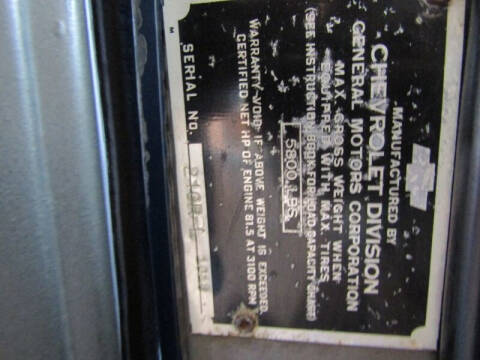 MANUFACTURED BY
CHEVROLET DIVISION
GENERAL MOTORS CORPORATION
MAX. GROSS WEIGHT WHEN
EQUIPPED WITH MAX. TIRES
(SEE INSTRUCTION BOOK FOR LOAD CAPACITY CHART)
5800 LBS.
WARRANTY VOID IF ABOVE WEIGHT IS EXCEEDED.
CERTIFIED NET HP OF ENGINE 81.5 AT 3100 RPM
SERIAL No.
M